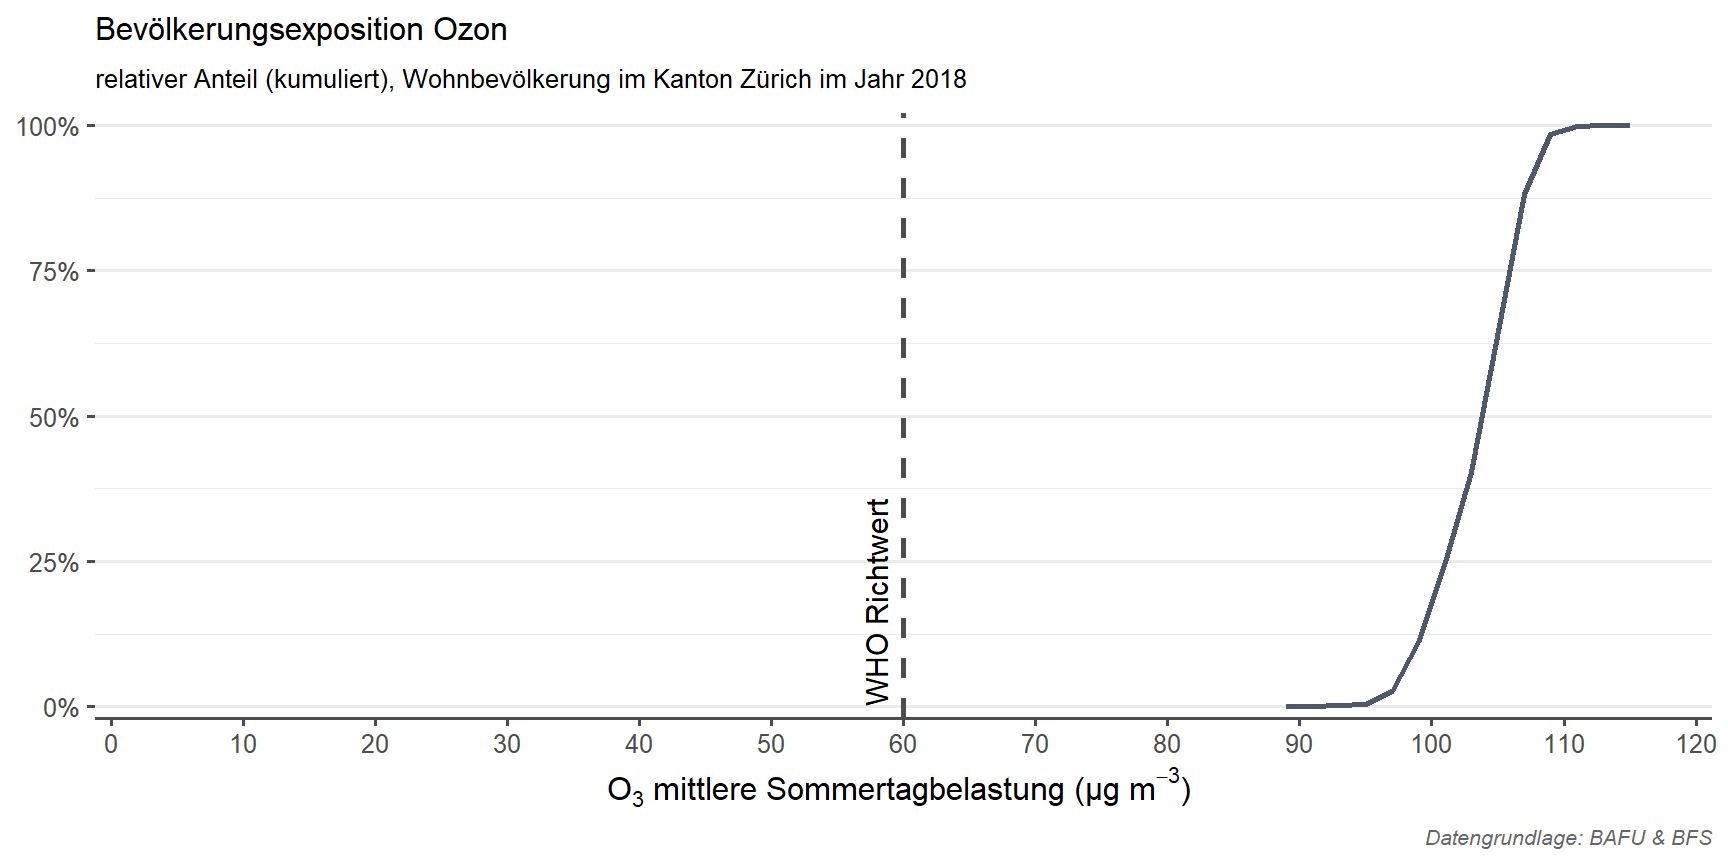 Bevölkerungsexposition Ozon
relativer Anteil (kumuliert), Wohnbevölkerung im Kanton Zürich im Jahr 2018
100%
75%
50%
25%
0%
WHO Richtwert
0 10 20 30 40 50 60 70 80 90 100 110 120
O₃ mittlere Sommertagbelastung (µg m⁻³)
Datengrundlage: BAFU & BFS